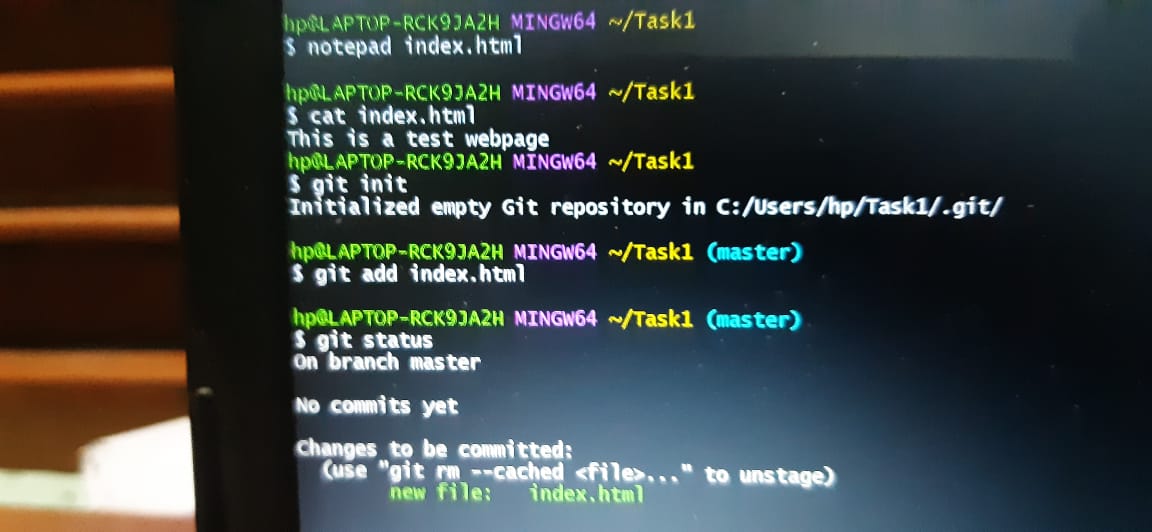 hp@LAPTOP-RCK9JA2H MINGW64 ~/Task1
$ notepad index.html
hp@LAPTOP-RCK9JA2H MINGW64 ~/Task1
$ cat index.html
This is a test webpage
hp@LAPTOP-RCK9JA2H MINGW64 ~/Task1
$ git init
Initialized empty Git repository in C:/Users/hp/Task1/.git/
hp@LAPTOP-RCK9JA2H MINGW64 ~/Task1 (master)
$ git add index.html
hp@LAPTOP-RCK9JA2H MINGW64 ~/Task1 (master)
$ git status
On branch master
No commits yet
Changes to be committed:
(use "git rm --cached <file>..." to unstage)
new file: index.html